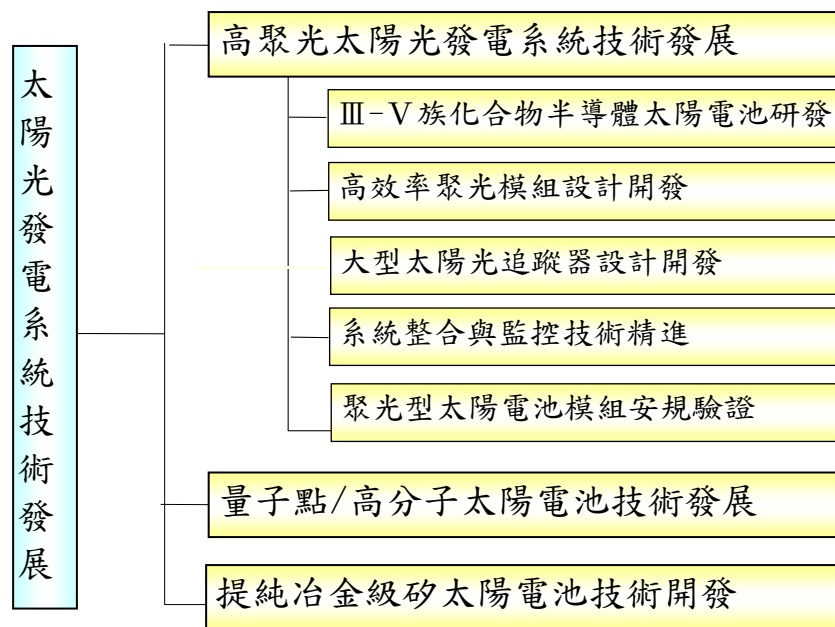 太陽光發電系統技術發展
高聚光太陽光發電系統技術發展
Ⅲ-Ⅴ族化合物半導體太陽電池研發
高效率聚光模組設計開發
大型太陽光追蹤器設計開發
系統整合與監控技術精進
聚光型太陽電池模組安規驗證
量子點/高分子太陽電池技術發展
提純冶金級矽太陽電池技術開發